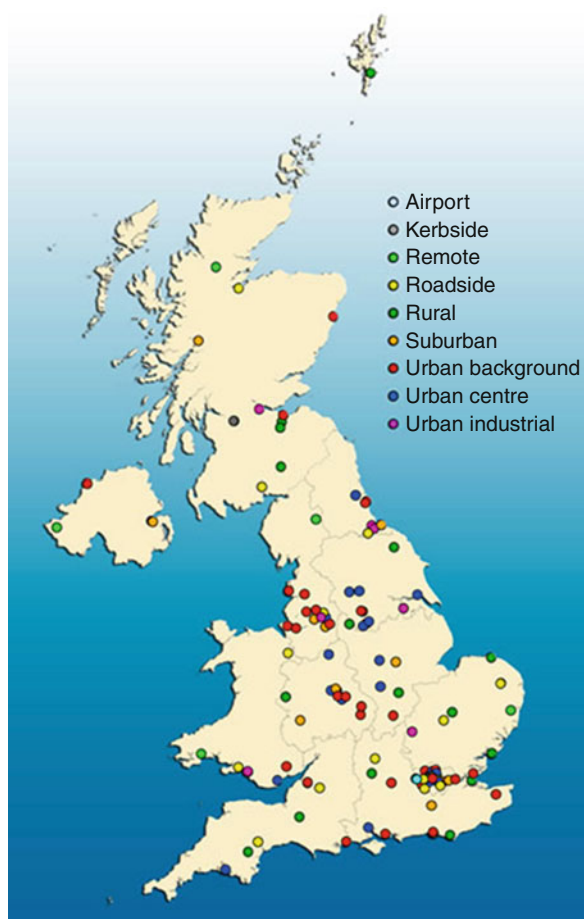 Airport
Kerbside
Remote
Roadside
Rural
Suburban
Urban background
Urban centre
Urban industrial